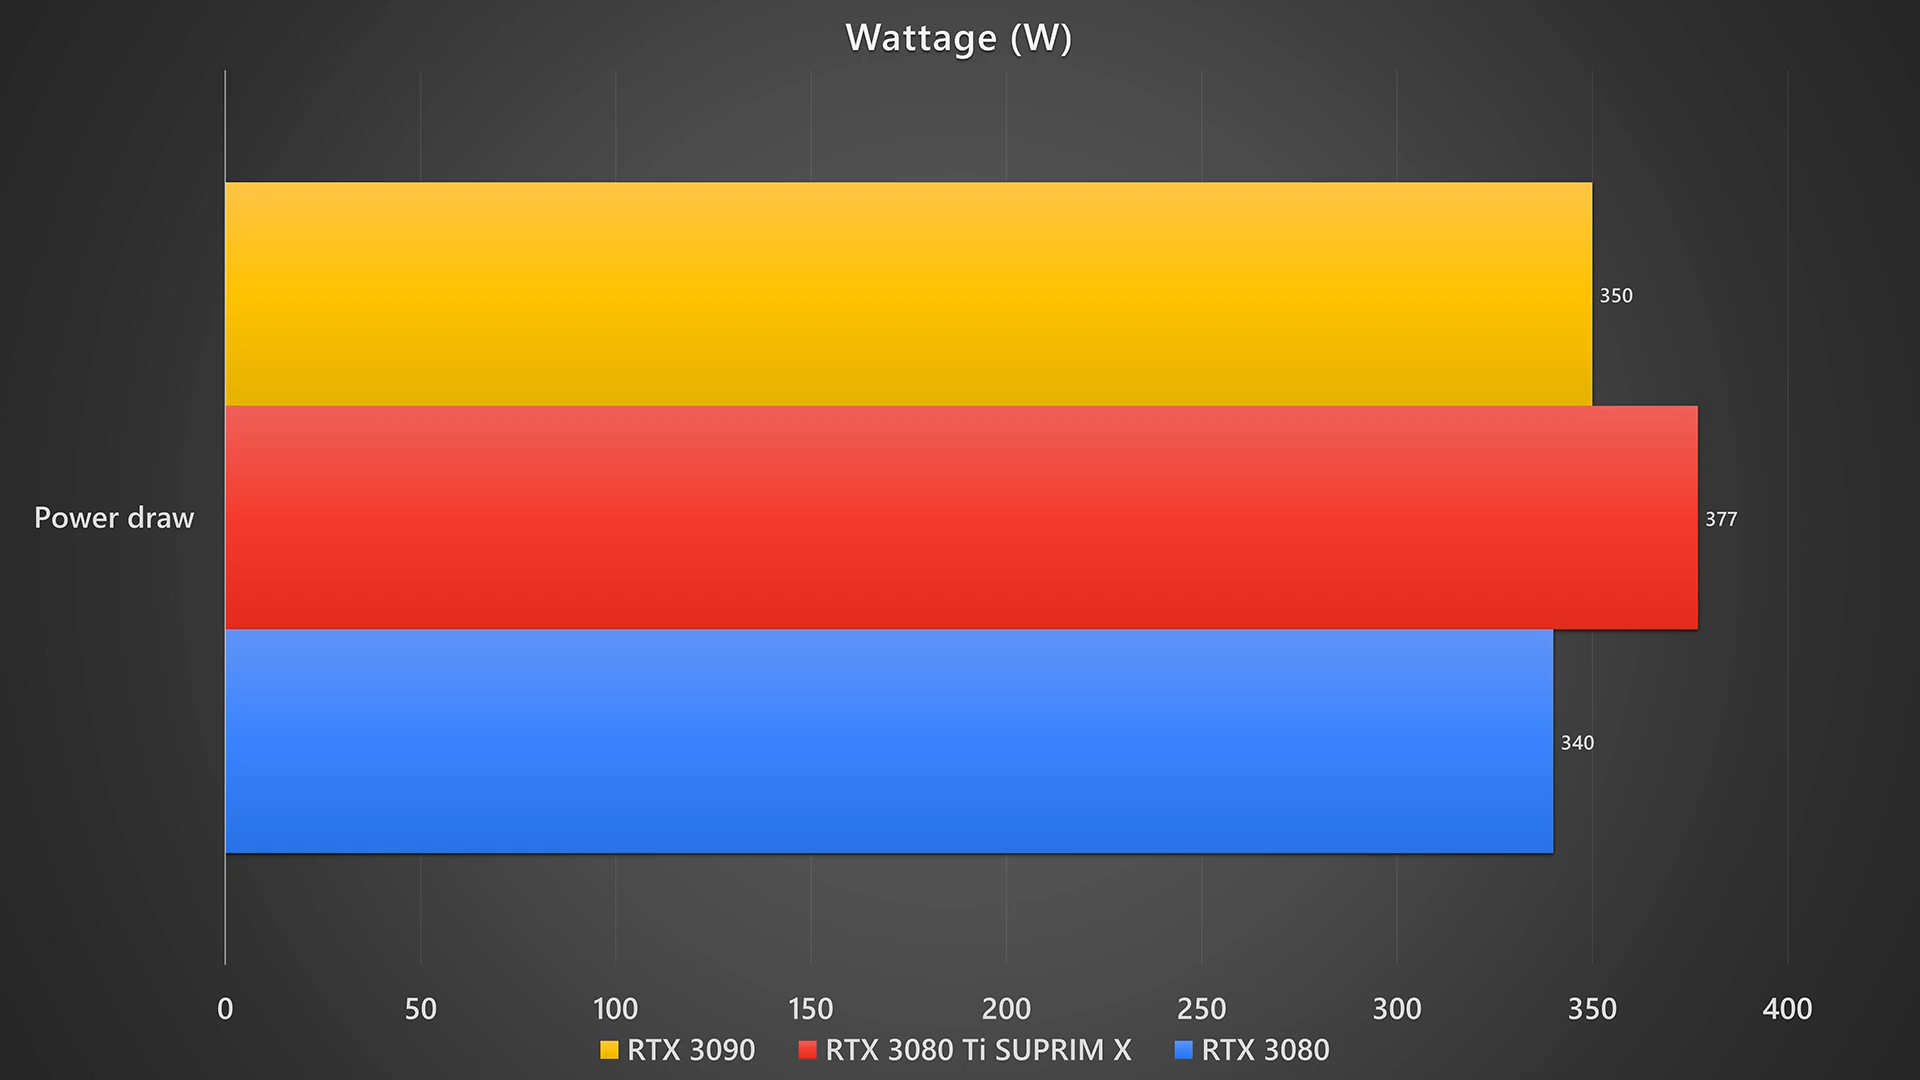 Wattage (W)
350
Power draw
377
340
0 50 100 150 200 250 300 350 400
RTX 3090 RTX 3080 Ti SUPRIM X RTX 3080